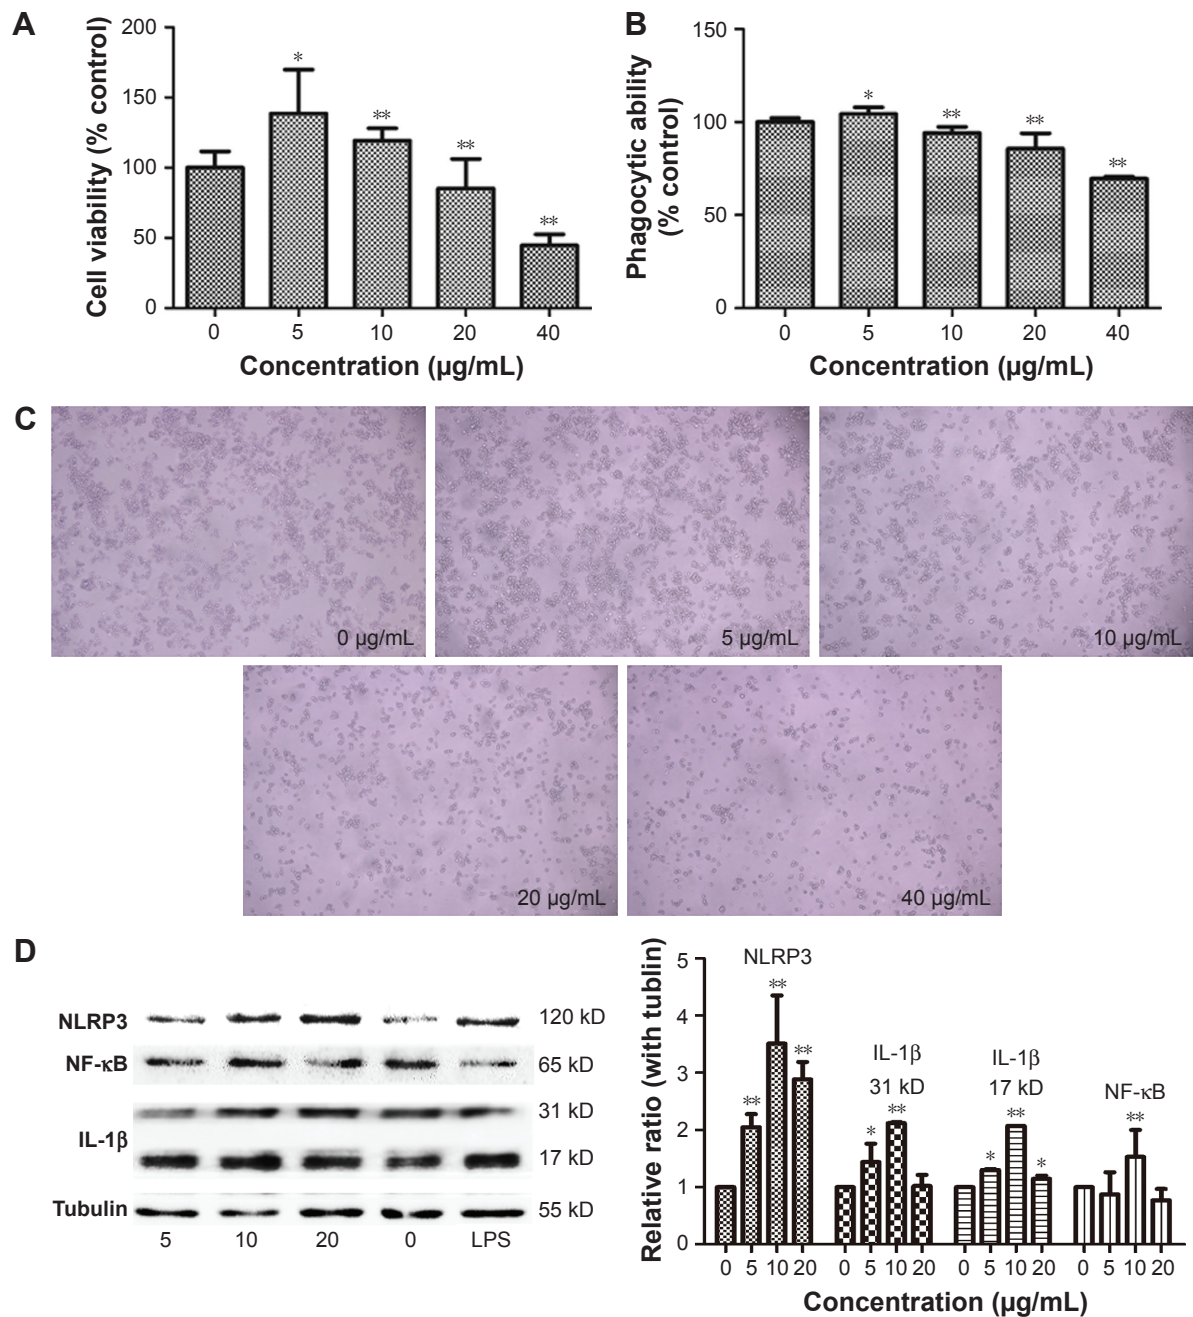 A
Cell viability (% control)
200
150
100
50
0
*
**
**
**
0 5 10 20 40
Concentration (µg/mL)
B
Phagocytic ability
(% control)
150
100
50
0
*
**
**
**
0 5 10 20 40
Concentration (µg/mL)
C
0 µg/mL
5 µg/mL
10 µg/mL
20 µg/mL
40 µg/mL
D
NLRP3
120 kD
NF-κB
65 kD
IL-1β
31 kD
17 kD
Tubulin
55 kD
5 10 20 0 LPS
Relative ratio (with tublin)
5
4
3
2
1
0
NLRP3
**
**
**
IL-1β
31 kD
*
**
IL-1β
17 kD
*
**
*
NF-κB
**
0 5 10 20 0 5 10 20 0 5 10 20 0 5 10 20
Concentration (µg/mL)